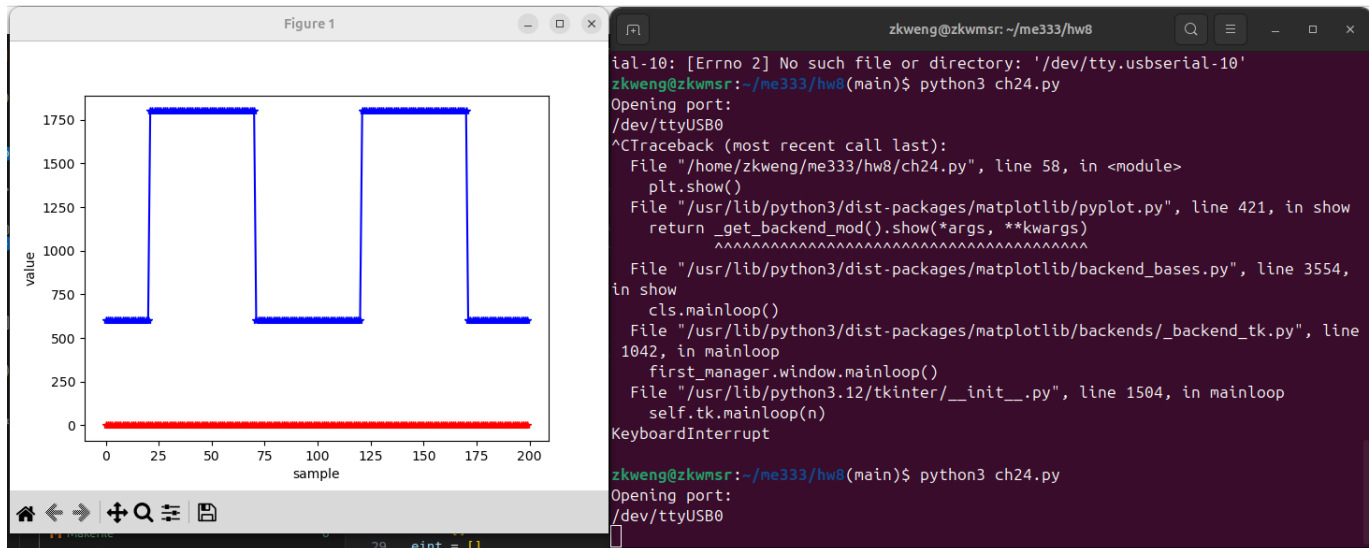 Figure 1
1750
1500
1250
1000
750
500
250
0
value
0 25 50 75 100 125 150 175 200
sample
Makefile
29 eint = []
zkweng@zkwmsr: ~/me333/hw8
ial-10: [Errno 2] No such file or directory: '/dev/tty.usbserial-10'
zkweng@zkwmsr:~/me333/hw8(main)$ python3 ch24.py
Opening port:
/dev/ttyUSB0
^CTraceback (most recent call last):
  File "/home/zkweng/me333/hw8/ch24.py", line 58, in <module>
    plt.show()
  File "/usr/lib/python3/dist-packages/matplotlib/pyplot.py", line 421, in show
    return _get_backend_mod().show(*args, **kwargs)
           ^^^^^^^^^^^^^^^^^^^^^^^^^^^^^^^^^^^^^^^^
  File "/usr/lib/python3/dist-packages/matplotlib/backend_bases.py", line 3554,
in show
    cls.mainloop()
  File "/usr/lib/python3/dist-packages/matplotlib/backends/_backend_tk.py", line
 1042, in mainloop
    first_manager.window.mainloop()
  File "/usr/lib/python3.12/tkinter/__init__.py", line 1504, in mainloop
    self.tk.mainloop(n)
KeyboardInterrupt
zkweng@zkwmsr:~/me333/hw8(main)$ python3 ch24.py
Opening port:
/dev/ttyUSB0